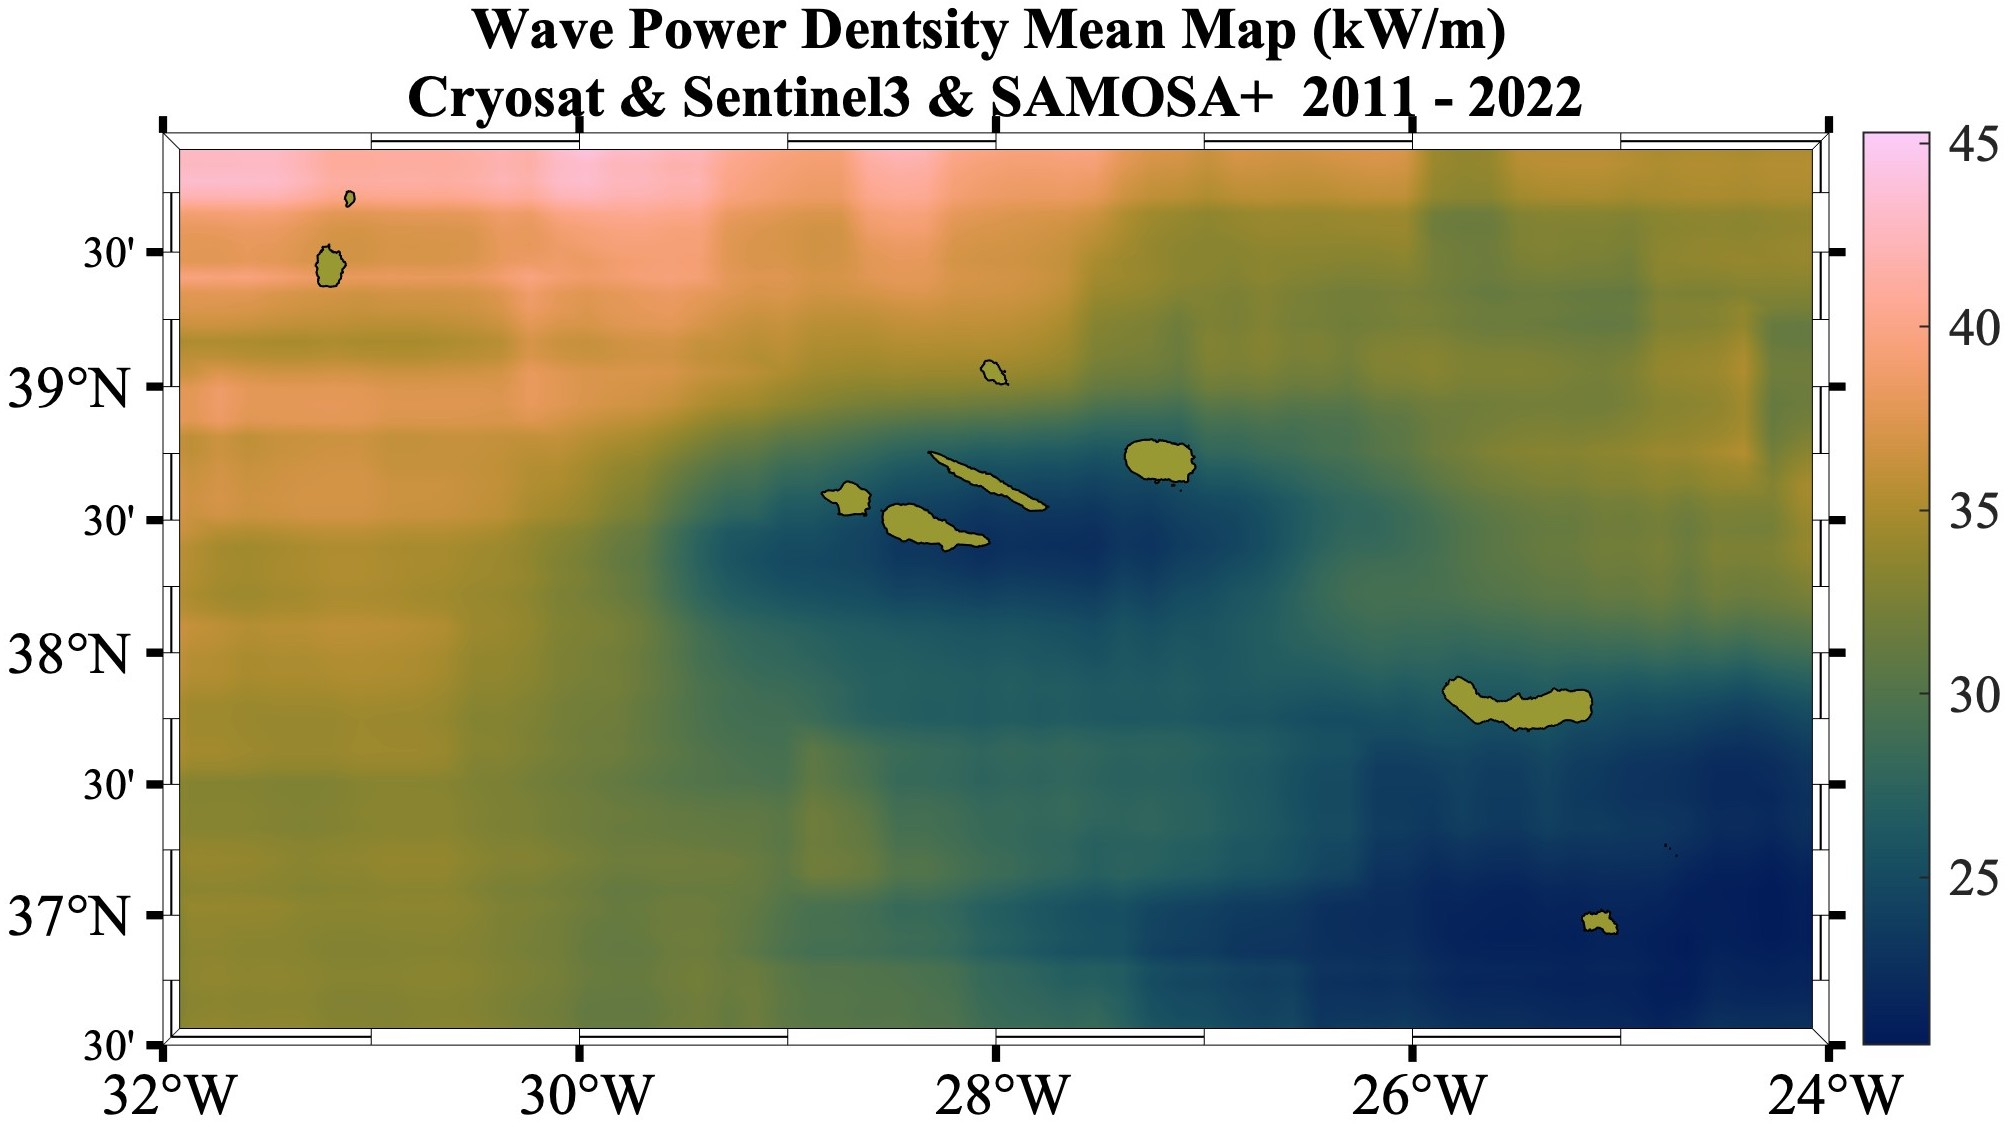 Wave Power Dentsity Mean Map (kW/m)
Cryosat & Sentinel3 & SAMOSA+ 2011 - 2022
30'
39°N
30'
38°N
30'
37°N
30'
32°W
30°W
28°W
26°W
24°W
45
40
35
30
25